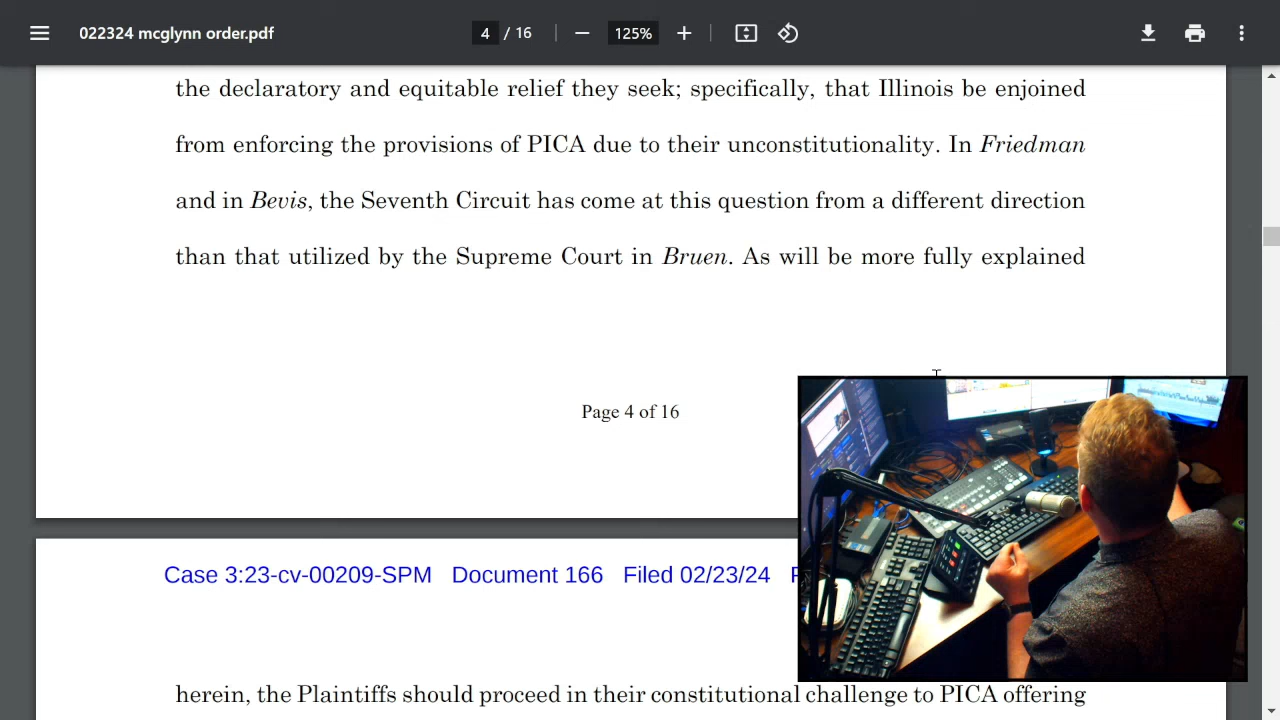 022324 mcglynn order.pdf
4 / 16
125%
the declaratory and equitable relief they seek; specifically, that Illinois be enjoined
from enforcing the provisions of PICA due to their unconstitutionality. In Friedman
and in Bevis, the Seventh Circuit has come at this question from a different direction
than that utilized by the Supreme Court in Bruen. As will be more fully explained
Page 4 of 16
Case 3:23-cv-00209-SPM Document 166 Filed 02/23/24
herein, the Plaintiffs should proceed in their constitutional challenge to PICA offering